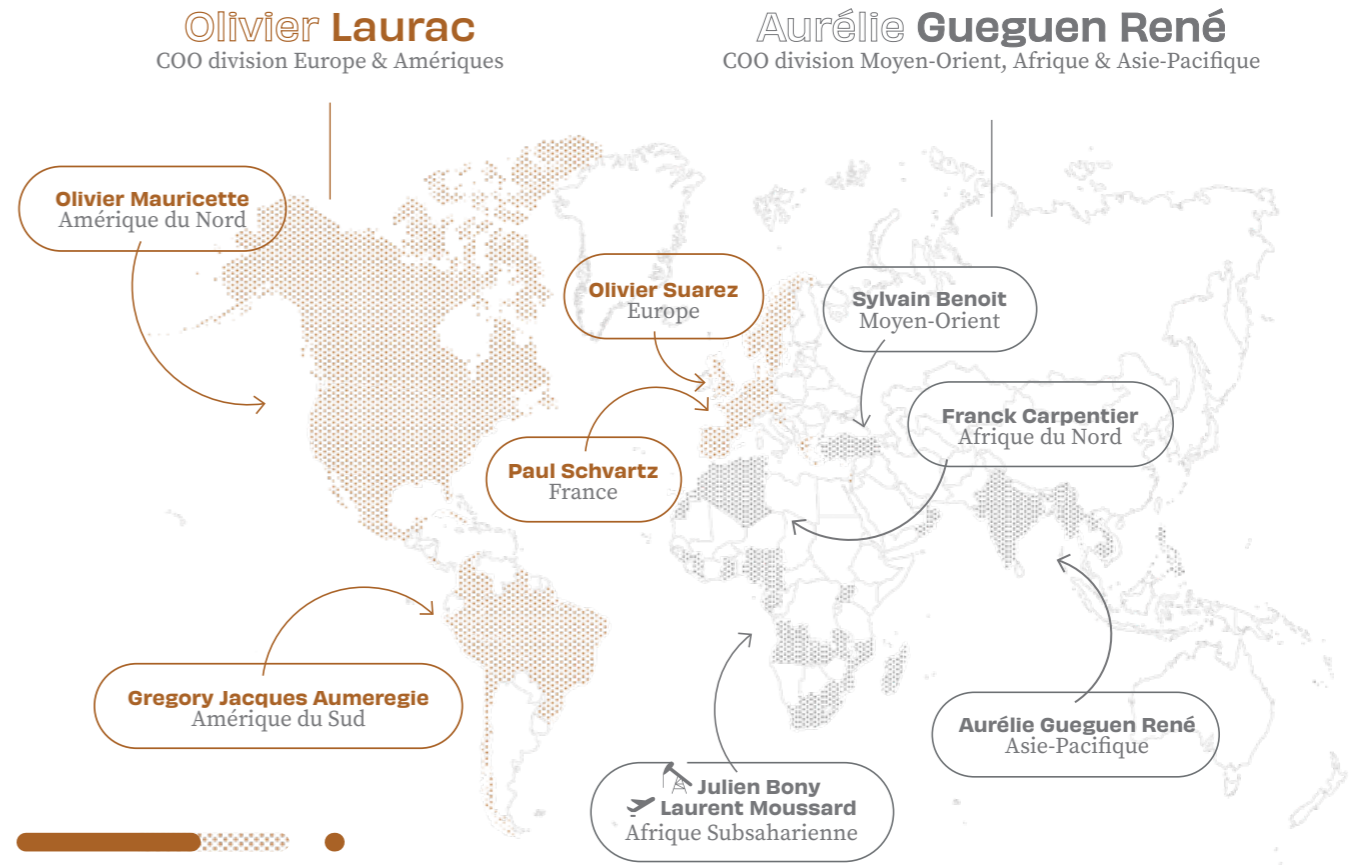 Olivier Laurac
COO division Europe & Amériques
Aurélie Gueguen René
COO division Moyen-Orient, Afrique & Asie-Pacifique
Olivier Mauricette
Amérique du Nord
Olivier Suarez
Europe
Sylvain Benoit
Moyen-Orient
Franck Carpentier
Afrique du Nord
Paul Schvartz
France
Gregory Jacques Aumeregie
Amérique du Sud
Aurélie Gueguen René
Asie-Pacifique
Julien Bony
Laurent Moussard
Afrique Subsaharienne